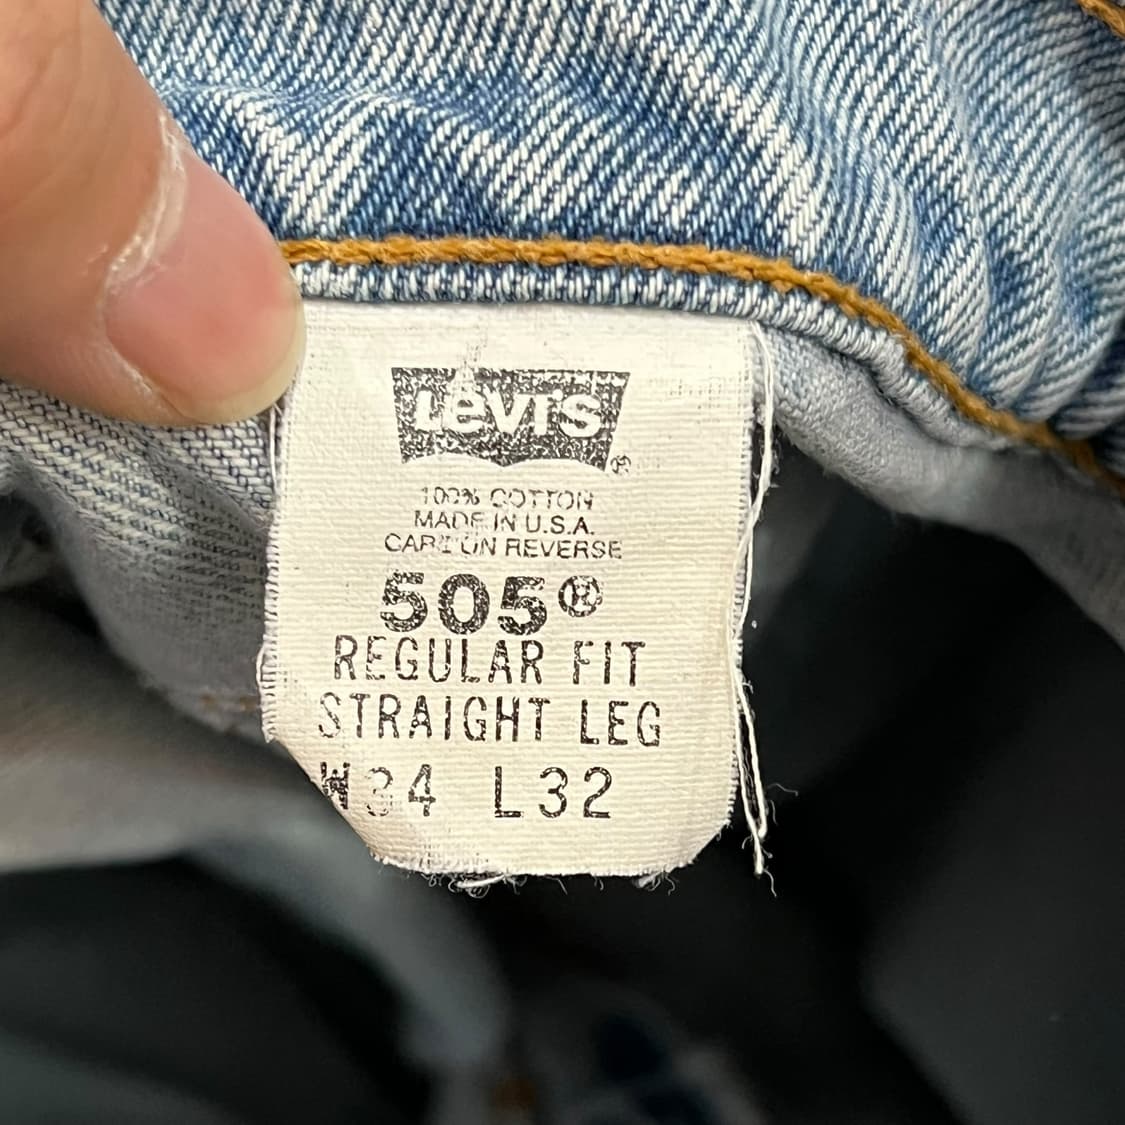 LEVI'S ®
100% COTTON
MADE IN U.S.A.
CARE ON REVERSE
505®
REGULAR FIT
STRAIGHT LEG
W34 L32